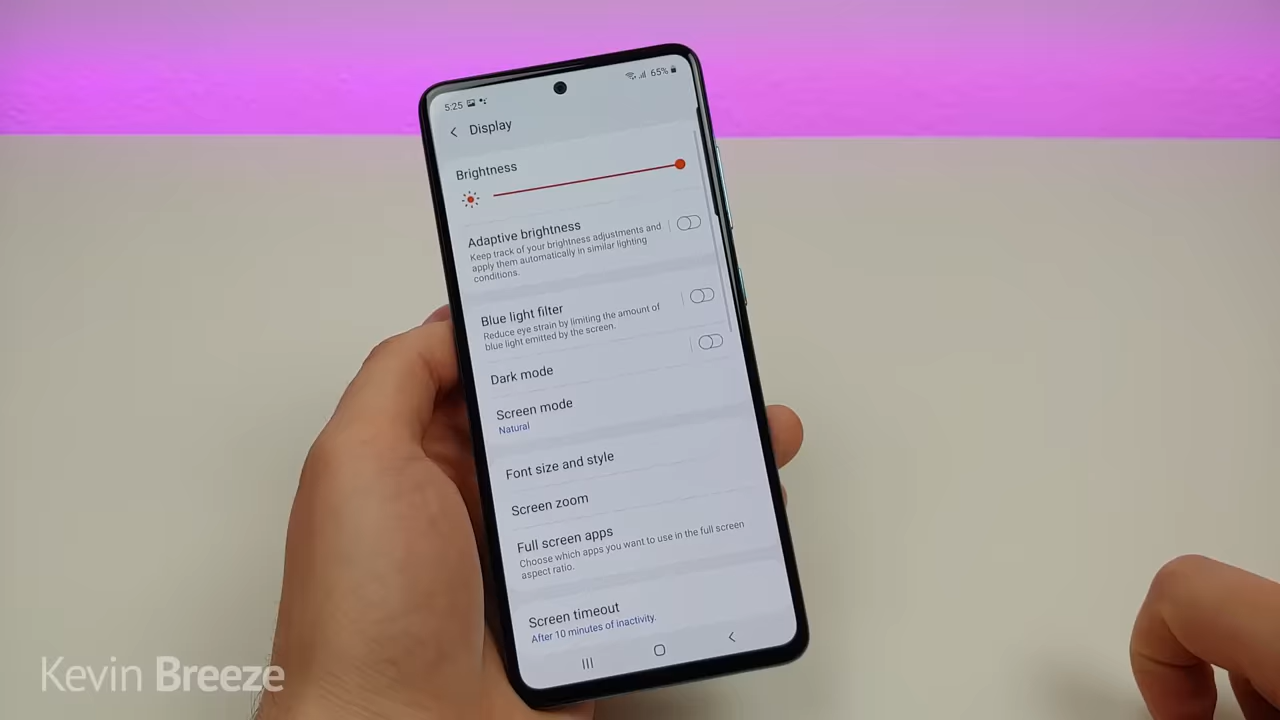 5:25
65%
Display
Brightness
Adaptive brightness
Keep track of your brightness adjustments and
apply them automatically in similar lighting
conditions.
Blue light filter
Reduce eye strain by limiting the amount of
blue light emitted by the screen.
Dark mode
Screen mode
Natural
Font size and style
Screen zoom
Full screen apps
Choose which apps you want to use in the full screen
aspect ratio.
Screen timeout
After 10 minutes of inactivity.
Kevin Breeze